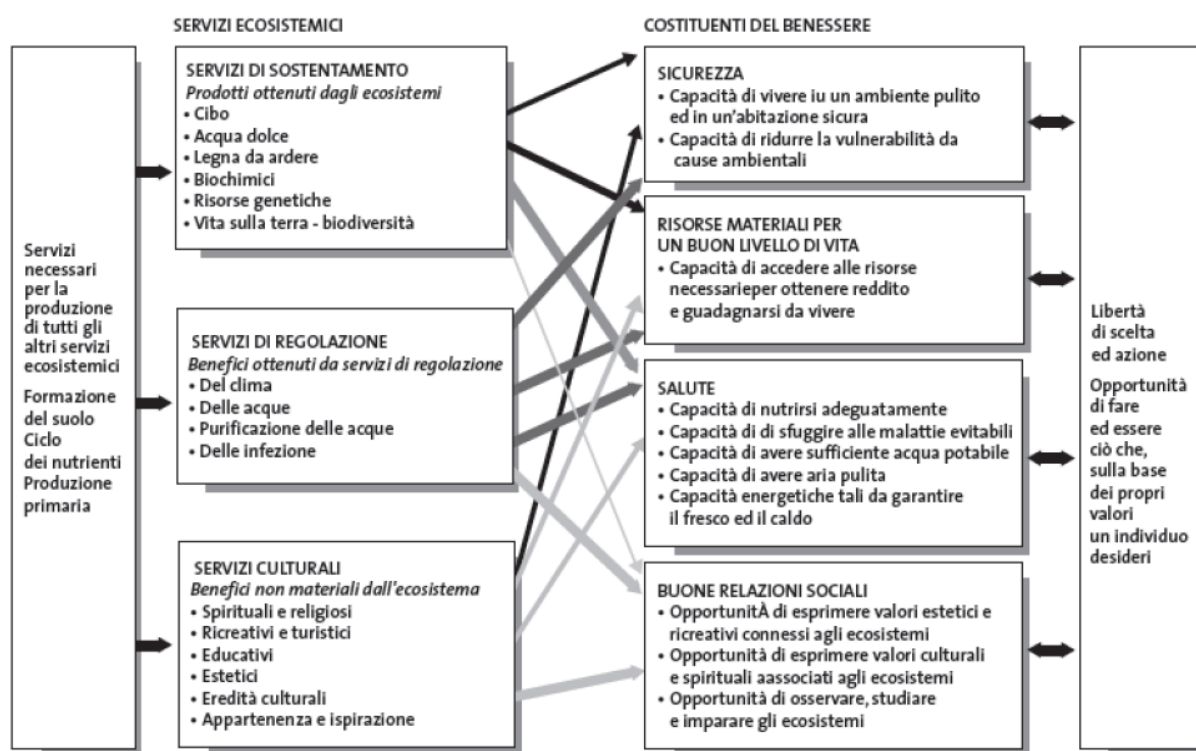 SERVIZI ECOSISTEMICI
COSTITUENTI DEL BENESSERE
Servizi
necessari
per la
produzione
di tutti gli
altri servizi
ecosistemici
Formazione
del suolo
Ciclo
dei nutrienti
Produzione
primaria
SERVIZI DI SOSTENTAMENTO
Prodotti ottenuti dagli ecosistemi
• Cibo
• Acqua dolce
• Legna da ardere
• Biochimici
• Risorse genetiche
• Vita sulla terra - biodiversità
SERVIZI DI REGOLAZIONE
Benefici ottenuti da servizi di regolazione
• Del clima
• Delle acque
• Purificazione delle acque
• Delle infezione
SERVIZI CULTURALI
Benefici non materiali dall'ecosistema
• Spirituali e religiosi
• Ricreativi e turistici
• Educativi
• Estetici
• Eredità culturali
• Appartenenza e ispirazione
SICUREZZA
• Capacità di vivere iu un ambiente pulito
ed in un'abitazione sicura
• Capacità di ridurre la vulnerabilità da
cause ambientali
RISORSE MATERIALI PER
UN BUON LIVELLO DI VITA
• Capacità di accedere alle risorse
necessarieper ottenere reddito
e guadagnarsi da vivere
SALUTE
• Capacità di nutrirsi adeguatamente
• Capacità di di sfuggire alle malattie evitabili
• Capacità di avere sufficiente acqua potabile
• Capacità di avere aria pulita
• Capacità energetiche tali da garantire
il fresco ed il caldo
BUONE RELAZIONI SOCIALI
• OpportunitÀ di esprimere valori estetici e
ricreativi connessi agli ecosistemi
• Opportunità di esprimere valori culturali
e spirituali aassociati agli ecosistemi
• Opportunità di osservare, studiare
e imparare gli ecosistemi
Libertà
di scelta
ed azione
Opportunità
di fare
ed essere
ciò che,
sulla base
dei propri
valori
un individuo
desideri